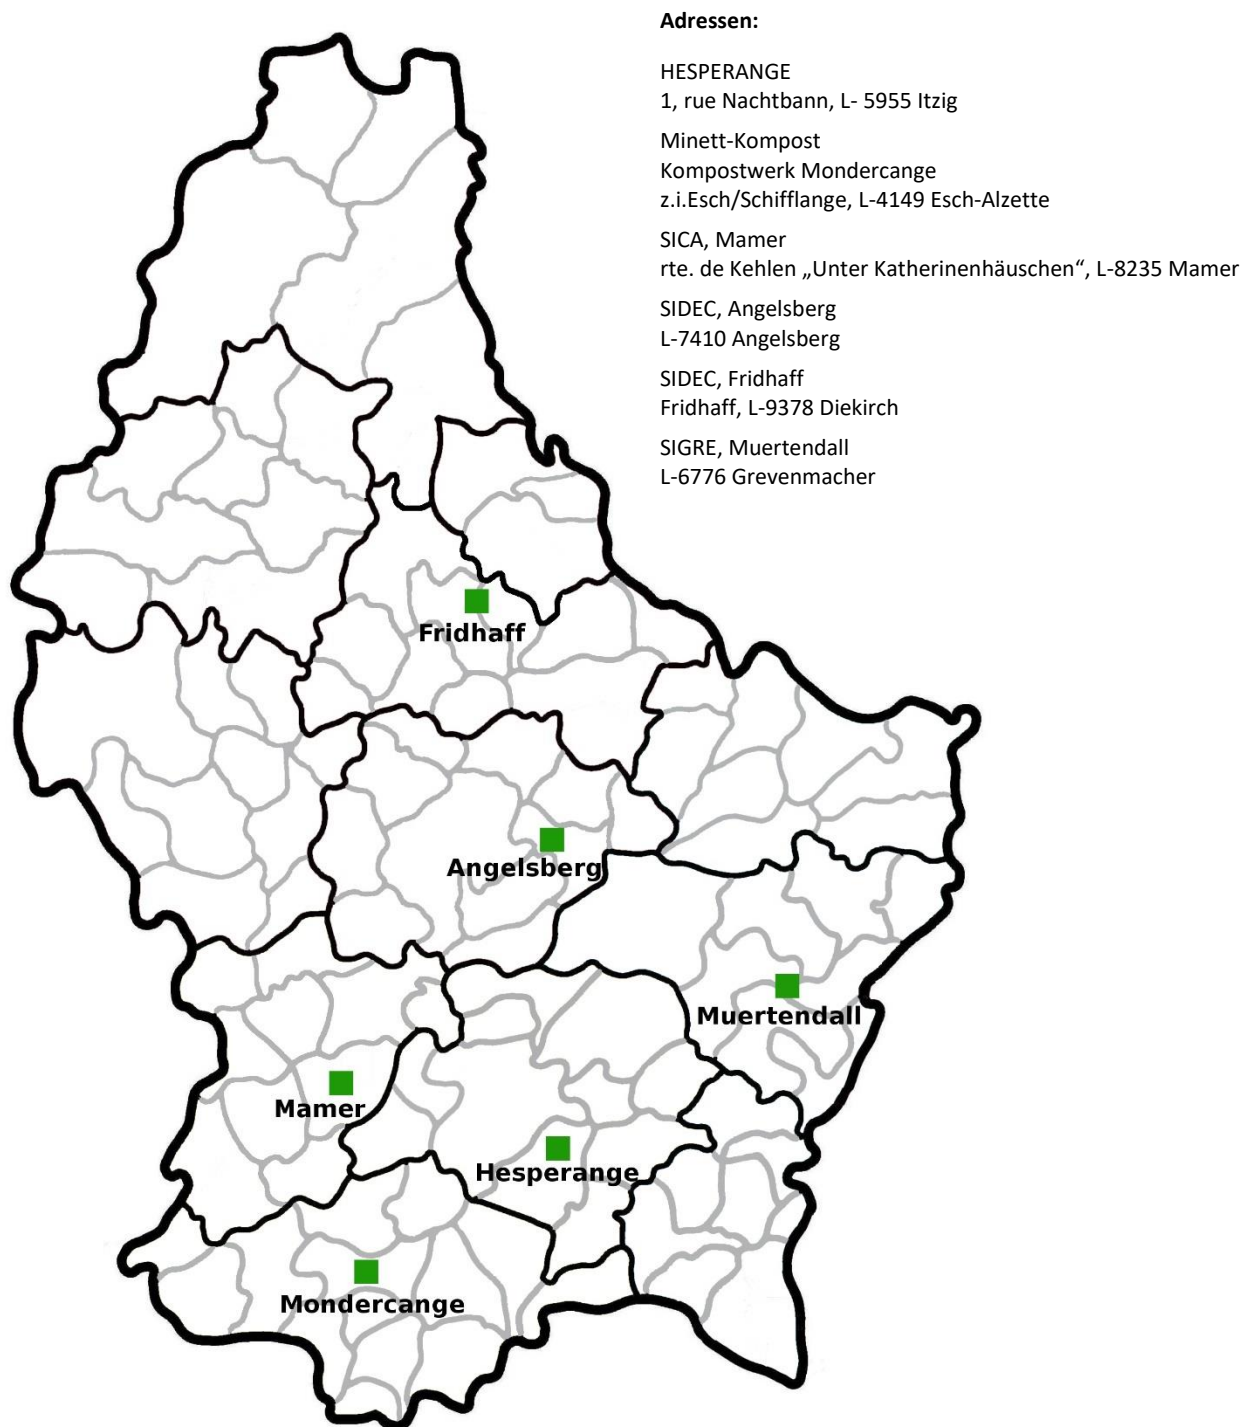 Adressen:
HESPERANGE
1, rue Nachtbann, L- 5955 Itzig
Minett-Kompost
Kompostwerk Mondercange
z.i.Esch/Schifflange, L-4149 Esch-Alzette
SICA, Mamer
rte. de Kehlen „Unter Katherinenhäuschen“, L-8235 Mamer
SIDEC, Angelsberg
L-7410 Angelsberg
SIDEC, Fridhaff
Fridhaff, L-9378 Diekirch
SIGRE, Muertendall
L-6776 Grevenmacher
Fridhaff
Angelsberg
Muertendall
Mamer
Hesperange
Mondercange